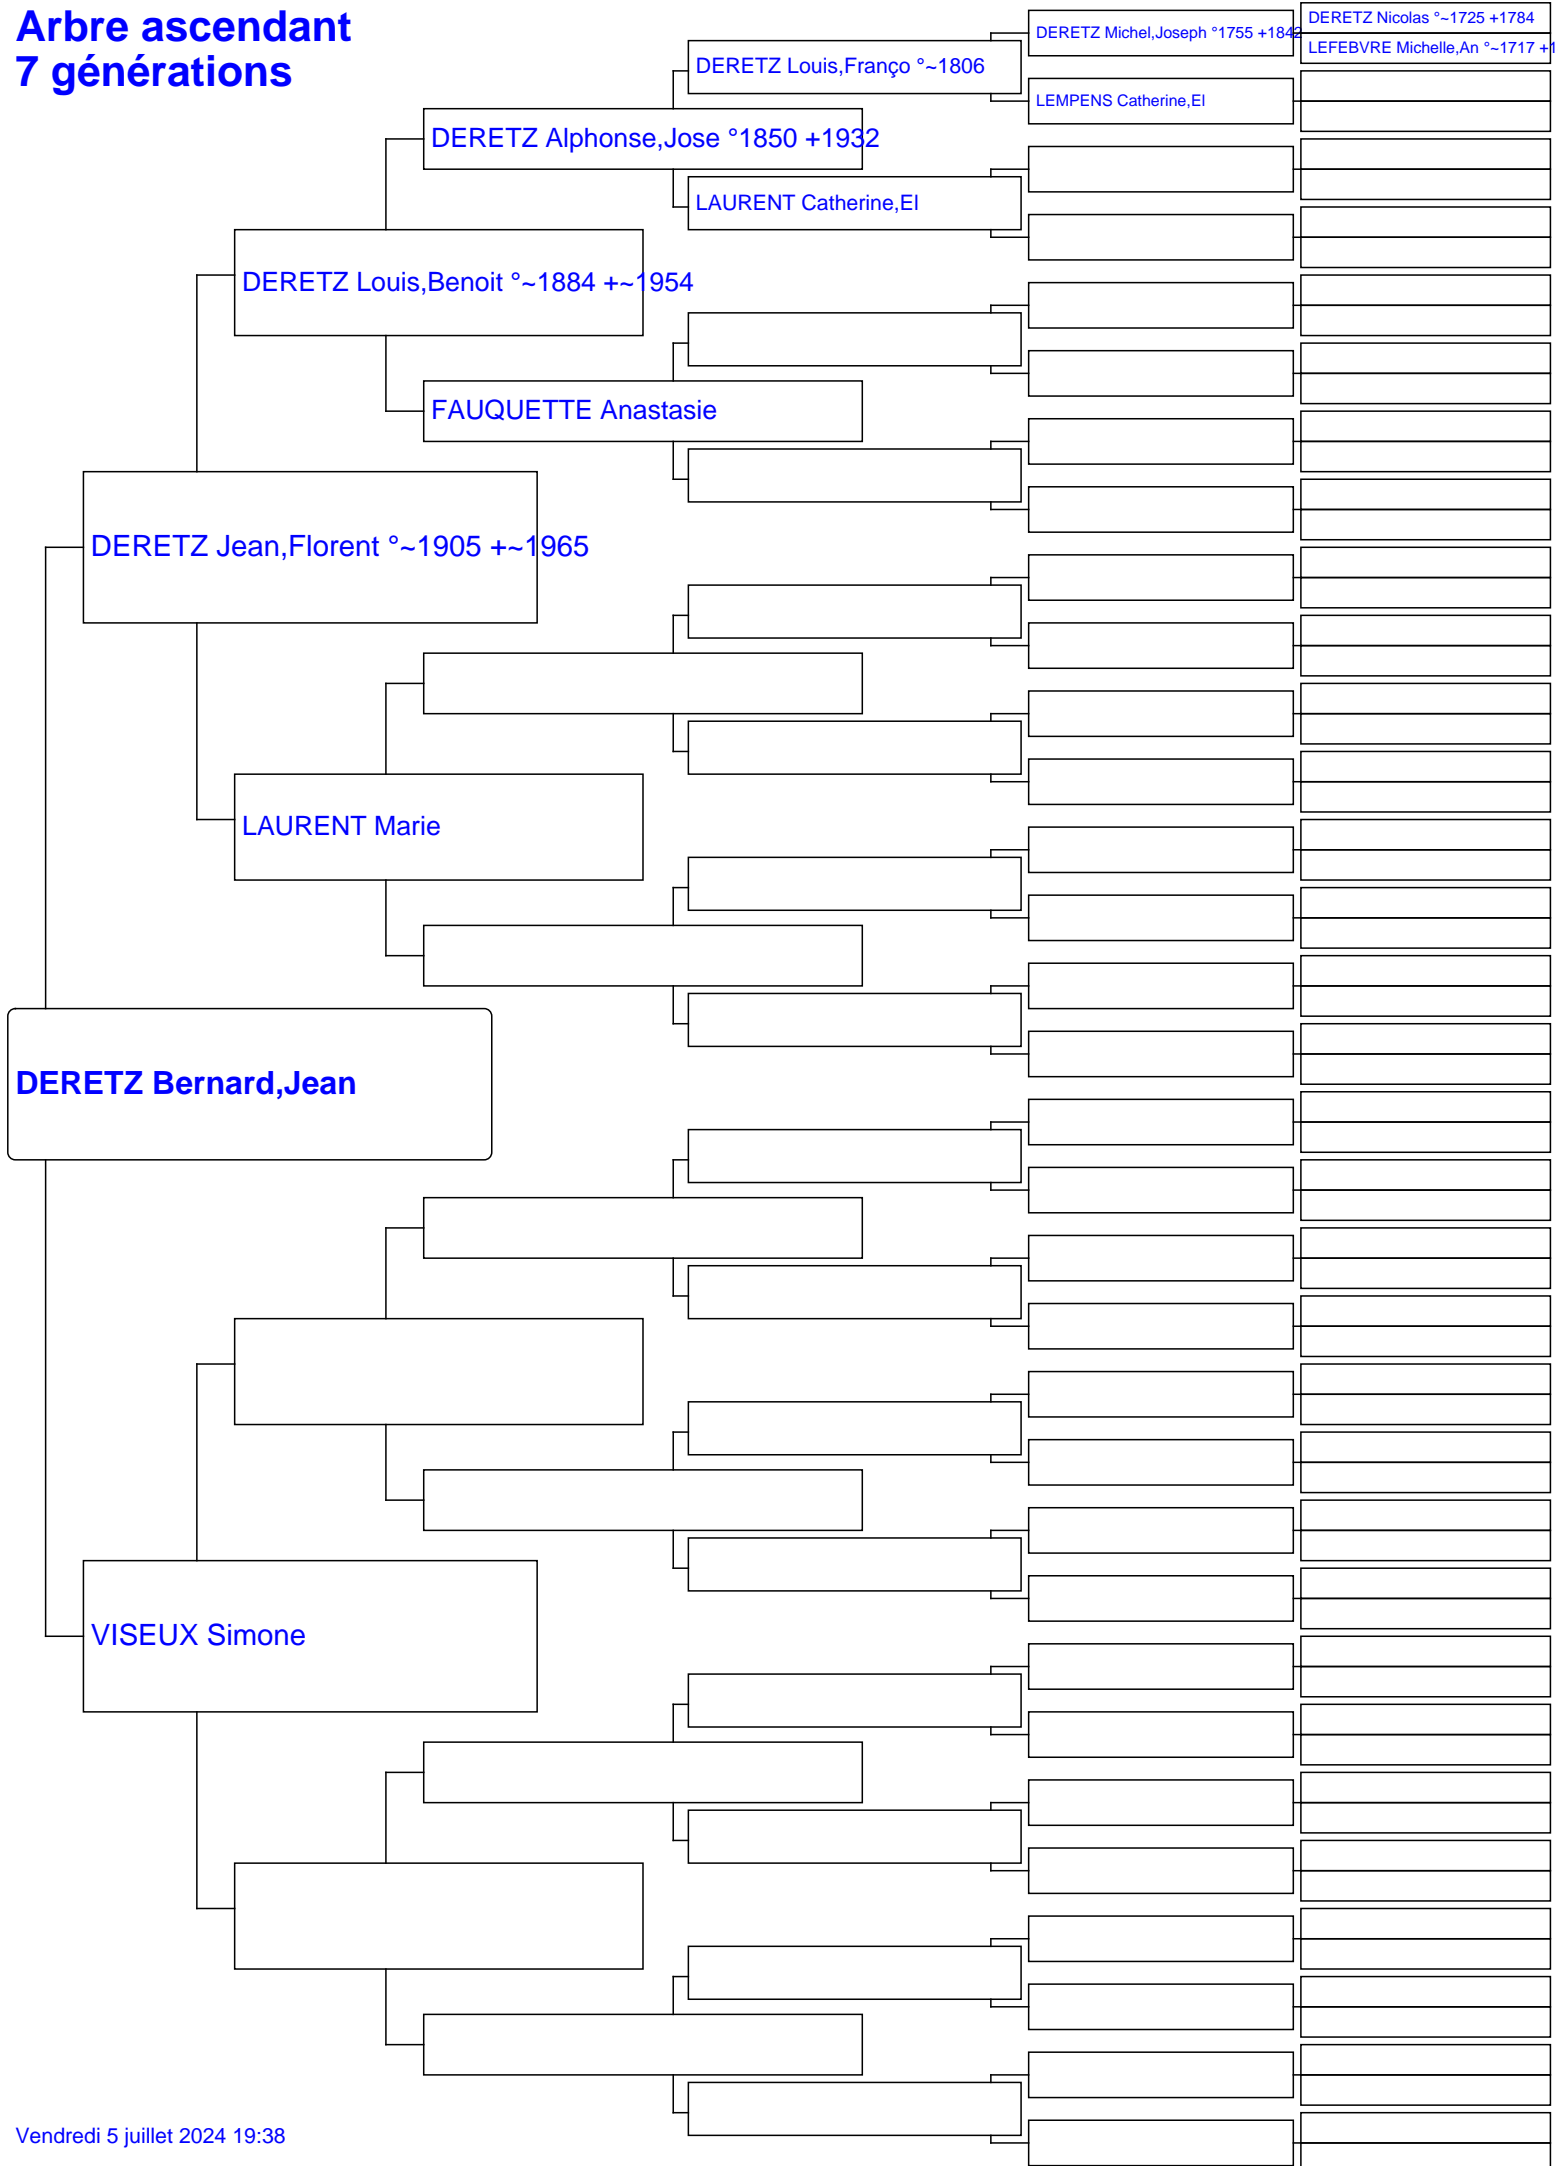 Arbre ascendant
7 générations
DERETZ Nicolas °~1725 +1784
DERETZ Michel,Joseph °1755 +1842
LEFEBVRE Michelle,An °~1717 +1
DERETZ Louis,Franço °~1806
LEMPENS Catherine,El
DERETZ Alphonse,Jose °1850 +1932
LAURENT Catherine,El
DERETZ Louis,Benoit °~1884 +~1954
FAUQUETTE Anastasie
DERETZ Jean,Florent °~1905 +~1965
LAURENT Marie
DERETZ Bernard,Jean
VISEUX Simone
Vendredi 5 juillet 2024 19:38